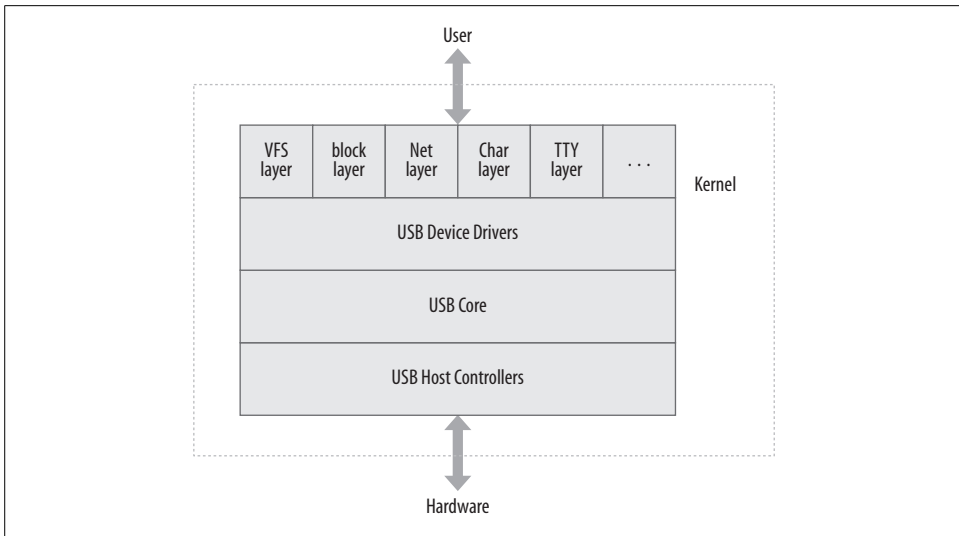 User
VFS
layer
block
layer
Net
layer
Char
layer
TTY
layer
. . .
Kernel
USB Device Drivers
USB Core
USB Host Controllers
Hardware